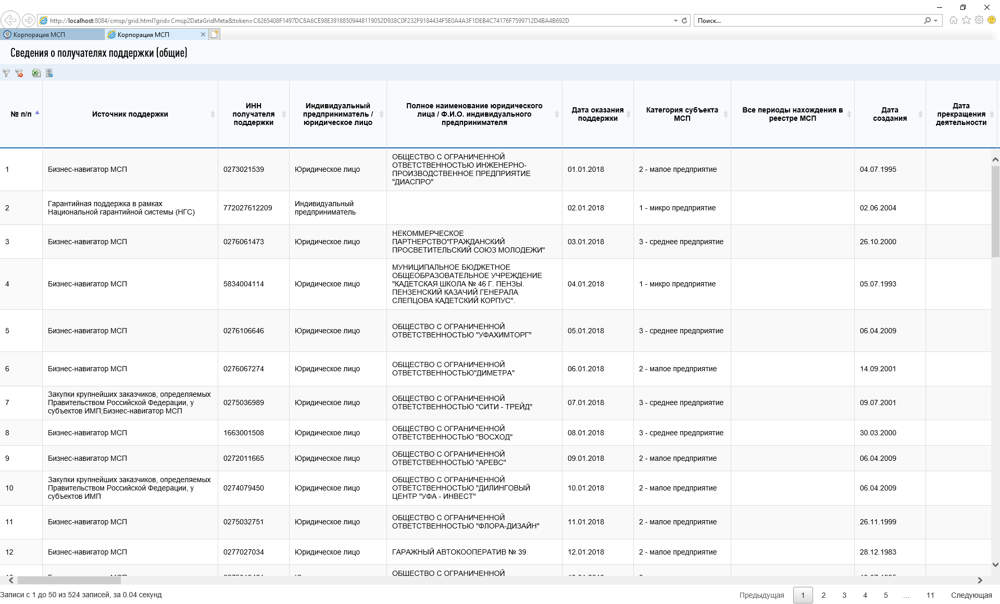 http://localhost:8084/cmsp/grid.html?grid=Cmsp2DataGridMeta&token=C6265408F1497DC8A6CE98E39188509448119052D938C0F232F9184434F5E0A4A3F1DEB4C74176F7599712D4BA4B692D
Поиск...
Корпорация МСП
Корпорация МСП
Сведения о получателях поддержки (общие)
№ п/п
Источник поддержки
ИНН
получателя
поддержки
Индивидуальный
предприниматель /
юридическое лицо
Полное наименование юридического
лица / Ф.И.О. индивидуального
предпринимателя
Дата оказания
поддержки
Категория субъекта
МСП
Все периоды нахождения в
реестре МСП
Дата
создания
Дата
прекращения
деятельности
1
Бизнес-навигатор МСП
0273021539
Юридическое лицо
ОБЩЕСТВО С ОГРАНИЧЕННОЙ
ОТВЕТСТВЕННОСТЬЮ ИНЖЕНЕРНО-
ПРОИЗВОДСТВЕННОЕ ПРЕДПРИЯТИЕ
"ДИАСПРО"
01.01.2018
2 - малое предприятие
04.07.1995
2
Гарантийная поддержка в рамках
Национальной гарантийной системы (НГС)
772027612209
Индивидуальный
предприниматель
02.01.2018
1 - микро предприятие
02.06.2004
3
Бизнес-навигатор МСП
0276061473
Юридическое лицо
НЕКОММЕРЧЕСКОЕ
ПАРТНЕРСТВО"ГРАЖДАНСКИЙ
ПРОСВЕТИТЕЛЬСКИЙ СОЮЗ МОЛОДЕЖИ"
03.01.2018
3 - среднее предприятие
26.10.2000
4
Бизнес-навигатор МСП
5834004114
Юридическое лицо
МУНИЦИПАЛЬНОЕ БЮДЖЕТНОЕ
ОБЩЕОБРАЗОВАТЕЛЬНОЕ УЧРЕЖДЕНИЕ
"КАДЕТСКАЯ ШКОЛА № 46 Г. ПЕНЗЫ.
ПЕНЗЕНСКИЙ КАЗАЧИЙ ГЕНЕРАЛА
СЛЕПЦОВА КАДЕТСКИЙ КОРПУС".
04.01.2018
1 - микро предприятие
05.07.1993
5
Бизнес-навигатор МСП
0276106646
Юридическое лицо
ОБЩЕСТВО С ОГРАНИЧЕННОЙ
ОТВЕТСТВЕННОСТЬЮ "УФАХИМТОРГ"
05.01.2018
3 - среднее предприятие
06.04.2009
6
Бизнес-навигатор МСП
0276067274
Юридическое лицо
ОБЩЕСТВО С ОГРАНИЧЕННОЙ
ОТВЕТСТВЕННОСТЬЮ"ДИМЕТРА"
06.01.2018
2 - малое предприятие
14.09.2001
7
Закупки крупнейших заказчиков, определяемых
Правительством Российской Федерации, у
субъектов ИМП;Бизнес-навигатор МСП
0275036989
Юридическое лицо
ОБЩЕСТВО С ОГРАНИЧЕННОЙ
ОТВЕТСТВЕННОСТЬЮ "СИТИ - ТРЕЙД"
07.01.2018
3 - среднее предприятие
09.07.2001
8
Бизнес-навигатор МСП
1663001508
Юридическое лицо
ОБЩЕСТВО С ОГРАНИЧЕННОЙ
ОТВЕТСТВЕННОСТЬЮ "ВОСХОД"
08.01.2018
3 - среднее предприятие
30.03.2000
9
Бизнес-навигатор МСП
0272011665
Юридическое лицо
ОБЩЕСТВО С ОГРАНИЧЕННОЙ
ОТВЕТСТВЕННОСТЬЮ "АРЕВС"
09.01.2018
2 - малое предприятие
06.04.2009
10
Закупки крупнейших заказчиков, определяемых
Правительством Российской Федерации, у
субъектов ИМП
0274079450
Юридическое лицо
ОБЩЕСТВО С ОГРАНИЧЕННОЙ
ОТВЕТСТВЕННОСТЬЮ "ДИЛИНГОВЫЙ
ЦЕНТР "УФА - ИНВЕСТ"
10.01.2018
2 - малое предприятие
06.04.2009
11
Бизнес-навигатор МСП
0275032751
Юридическое лицо
ОБЩЕСТВО С ОГРАНИЧЕННОЙ
ОТВЕТСТВЕННОСТЬЮ "ФЛОРА-ДИЗАЙН"
11.01.2018
2 - малое предприятие
26.11.1999
12
Бизнес-навигатор МСП
0277027034
Юридическое лицо
ГАРАЖНЫЙ АВТОКООПЕРАТИВ № 39
12.01.2018
2 - малое предприятие
28.12.1983
ОБЩЕСТВО С ОГРАНИЧЕННОЙ
Записи с 1 до 50 из 524 записей, за 0.04 секунд
Предыдущая 1 2 3 4 5 ... 11 Следующая